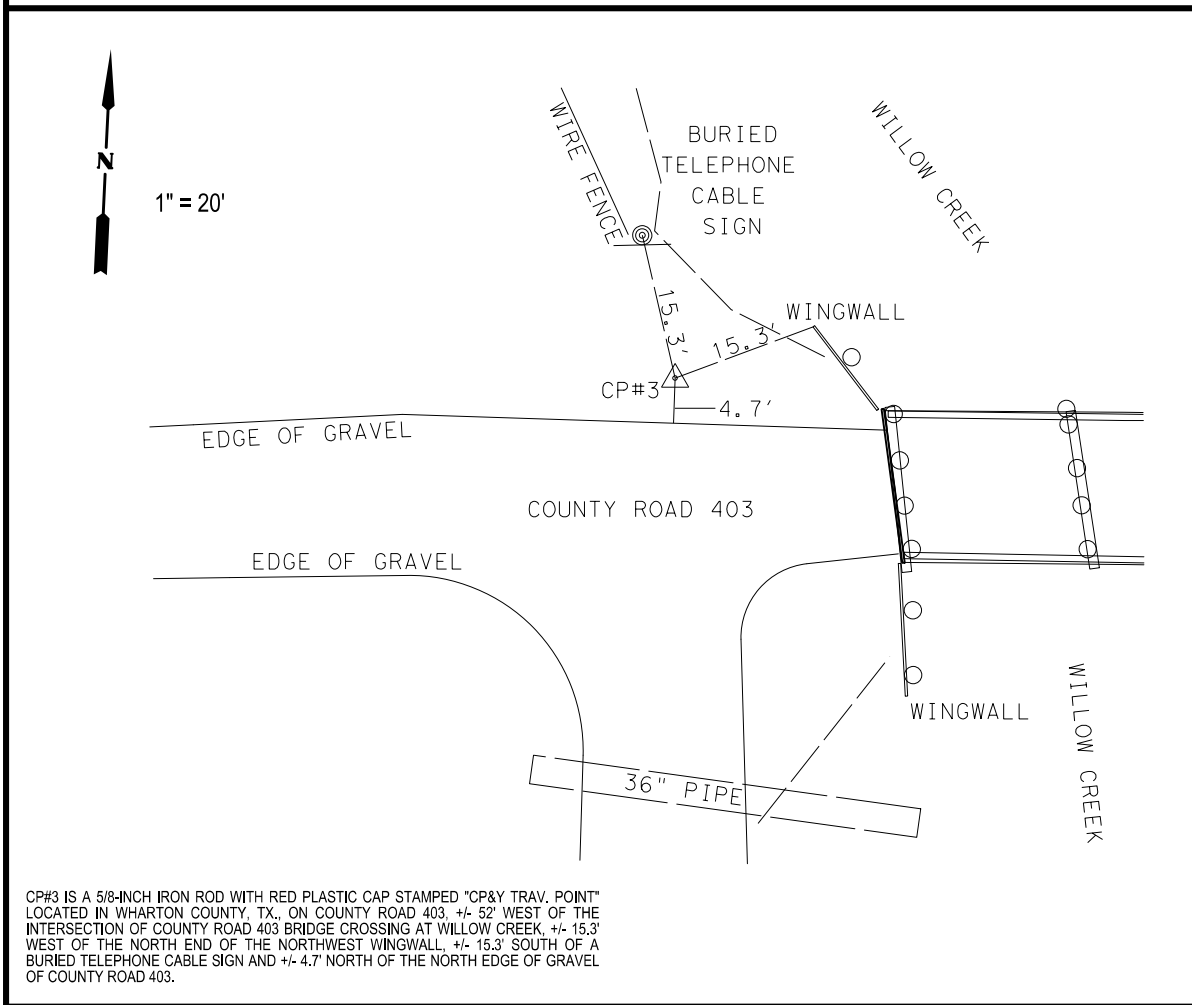 N
1" = 20'
WIRE FENCE
BURIED
TELEPHONE
CABLE
SIGN
WILLOW CREEK
15.3'
WINGWALL
15.3'
CP#3
4.7'
EDGE OF GRAVEL
COUNTY ROAD 403
EDGE OF GRAVEL
WINGWALL
WILLOW CREEK
36" PIPE
CP#3 IS A 5/8-INCH IRON ROD WITH RED PLASTIC CAP STAMPED "CP&Y TRAV. POINT"
LOCATED IN WHARTON COUNTY, TX., ON COUNTY ROAD 403, +/- 52' WEST OF THE
INTERSECTION OF COUNTY ROAD 403 BRIDGE CROSSING AT WILLOW CREEK, +/- 15.3'
WEST OF THE NORTH END OF THE NORTHWEST WINGWALL, +/- 15.3' SOUTH OF A
BURIED TELEPHONE CABLE SIGN AND +/- 4.7' NORTH OF THE NORTH EDGE OF GRAVEL
OF COUNTY ROAD 403.